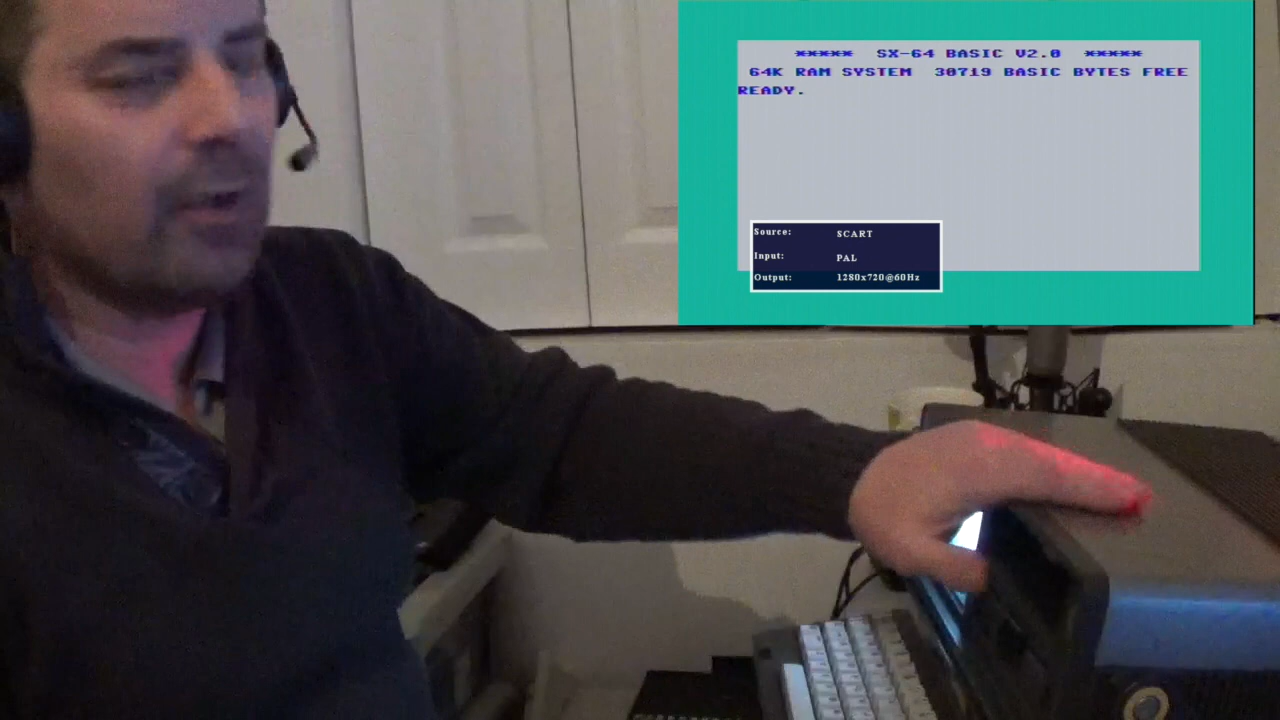 ***** SX-64 BASIC V2.0 *****
64K RAM SYSTEM 30719 BASIC BYTES FREE
READY.
Source: SCART
Input: PAL
Output: 1280x720@60Hz